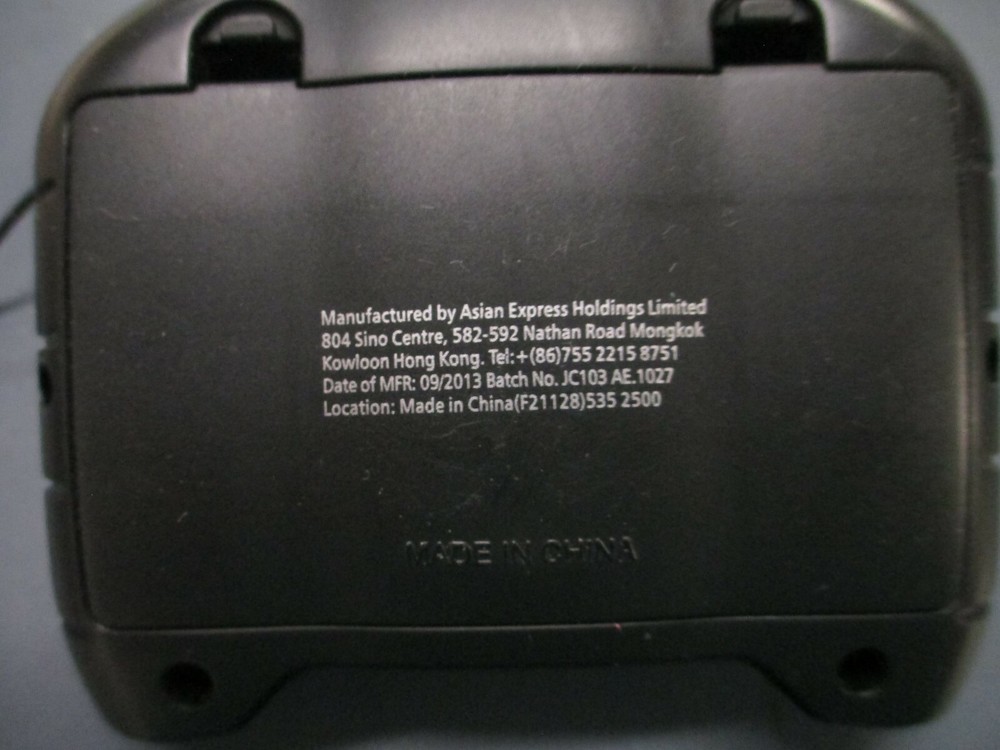 Manufactured by Asian Express Holdings Limited
804 Sino Centre, 582-592 Nathan Road Mongkok
Kowloon Hong Kong. Tel:+(86)755 2215 8751
Date of MFR: 09/2013 Batch No. JC103 AE.1027
Location: Made in China(F21128)535 2500
MADE IN CHINA